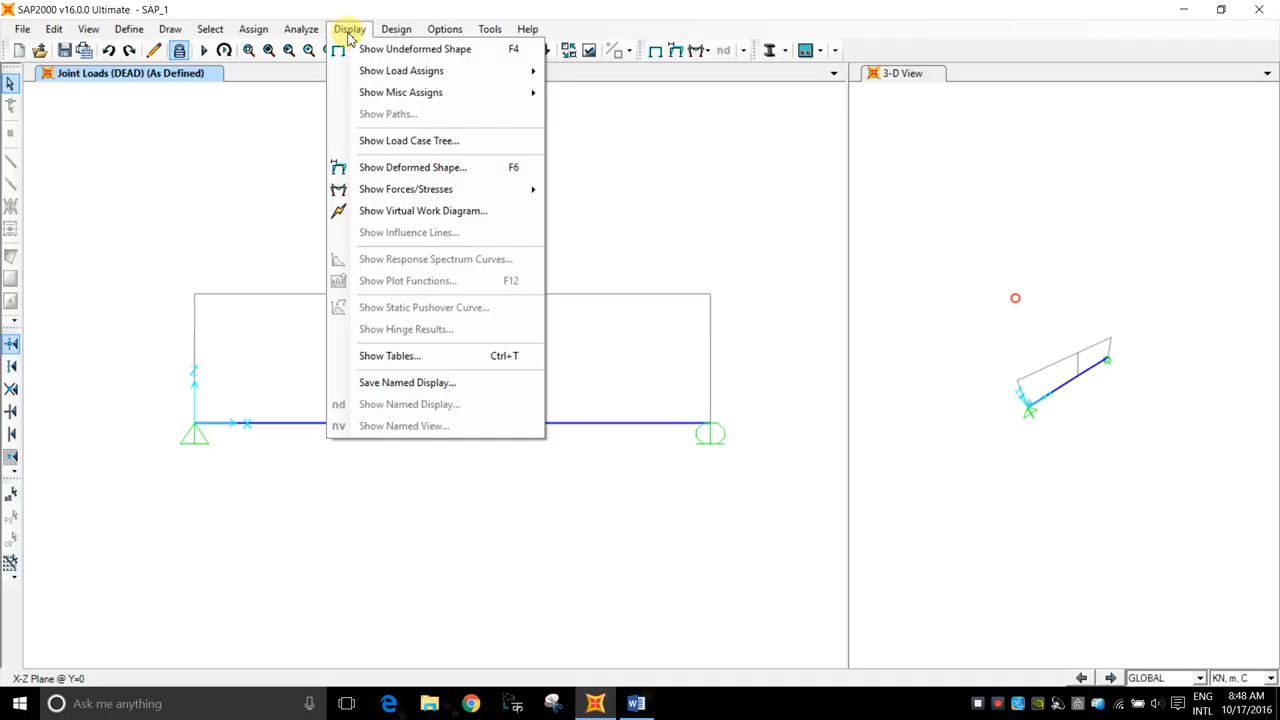 SAP2000 v16.0.0 Ultimate - SAP_1
File Edit View Define Draw Select Assign Analyze Display Design Options Tools Help
nd
Joint Loads (DEAD) (As Defined)
3-D View
Show Undeformed Shape F4
Show Load Assigns
Show Misc Assigns
Show Paths...
Show Load Case Tree...
Show Deformed Shape... F6
Show Forces/Stresses
Show Virtual Work Diagram...
Show Influence Lines...
Show Response Spectrum Curves...
Show Plot Functions... F12
Show Static Pushover Curve...
Show Hinge Results...
Show Tables... Ctrl+T
Save Named Display...
nd Show Named Display...
nv Show Named View...
Z
X
X-Z Plane @ Y=0
GLOBAL
KN, m, C
Ask me anything
ENG
INTL
8:48 AM
10/17/2016